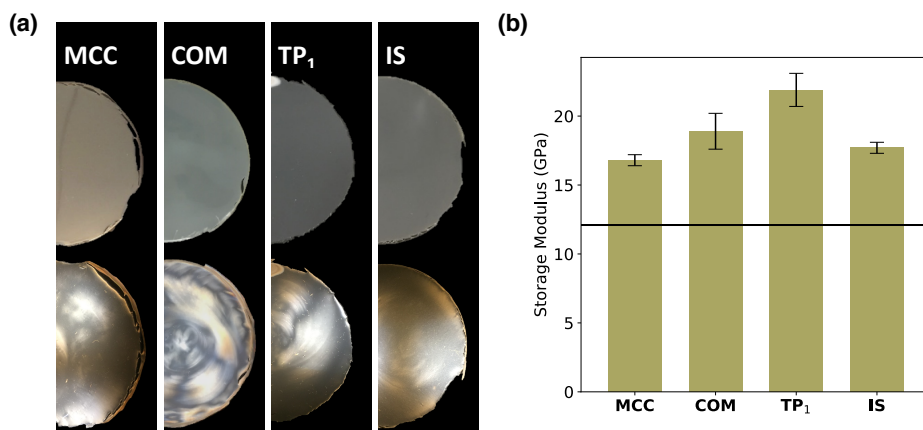 (a)
MCC COM TP₁ IS
(b)
Storage Modulus (GPa)
20
15
10
5
0
MCC COM TP₁ IS